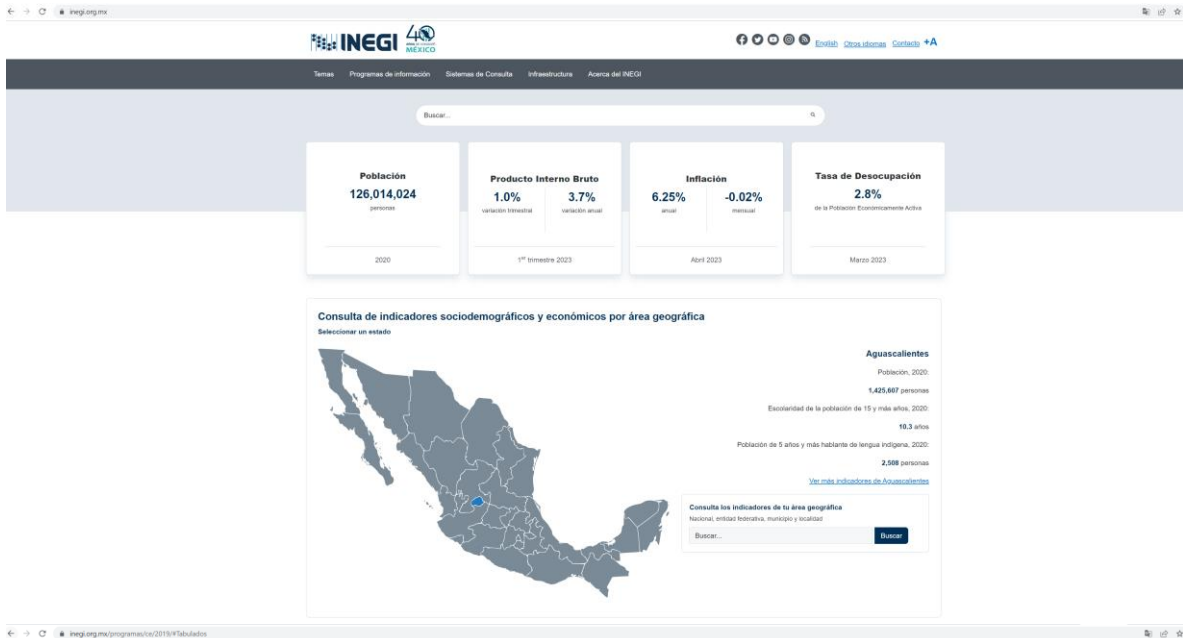 inegi.org.mx
INEGI 40
MÉXICO
English Otros idiomas Contacto +A
Temas Programas de información Sistemas de Consulta Infraestructura Acerca del INEGI
Buscar...
Población
126,014,024
personas
2020
Producto Interno Bruto
1.0% 3.7%
variación trimestral variación anual
1er trimestre 2023
Inflación
6.25% -0.02%
anual mensual
Abril 2023
Tasa de Desocupación
2.8%
de la Población Económicamente Activa
Marzo 2023
Consulta de indicadores sociodemográficos y económicos por área geográfica
Seleccionar un estado
Aguascalientes
Población, 2020:
1,425,607 personas
Escolaridad de la población de 15 y más años, 2020:
10.3 años
Población de 5 años y más hablante de lengua indígena, 2020:
2,508 personas
Ver más indicadores de Aguascalientes
Consulta los indicadores de tu área geográfica
Nacional, entidad federativa, municipio y localidad
Buscar... Buscar
inegi.org.mx/programas/ce/2019/#Tabulados